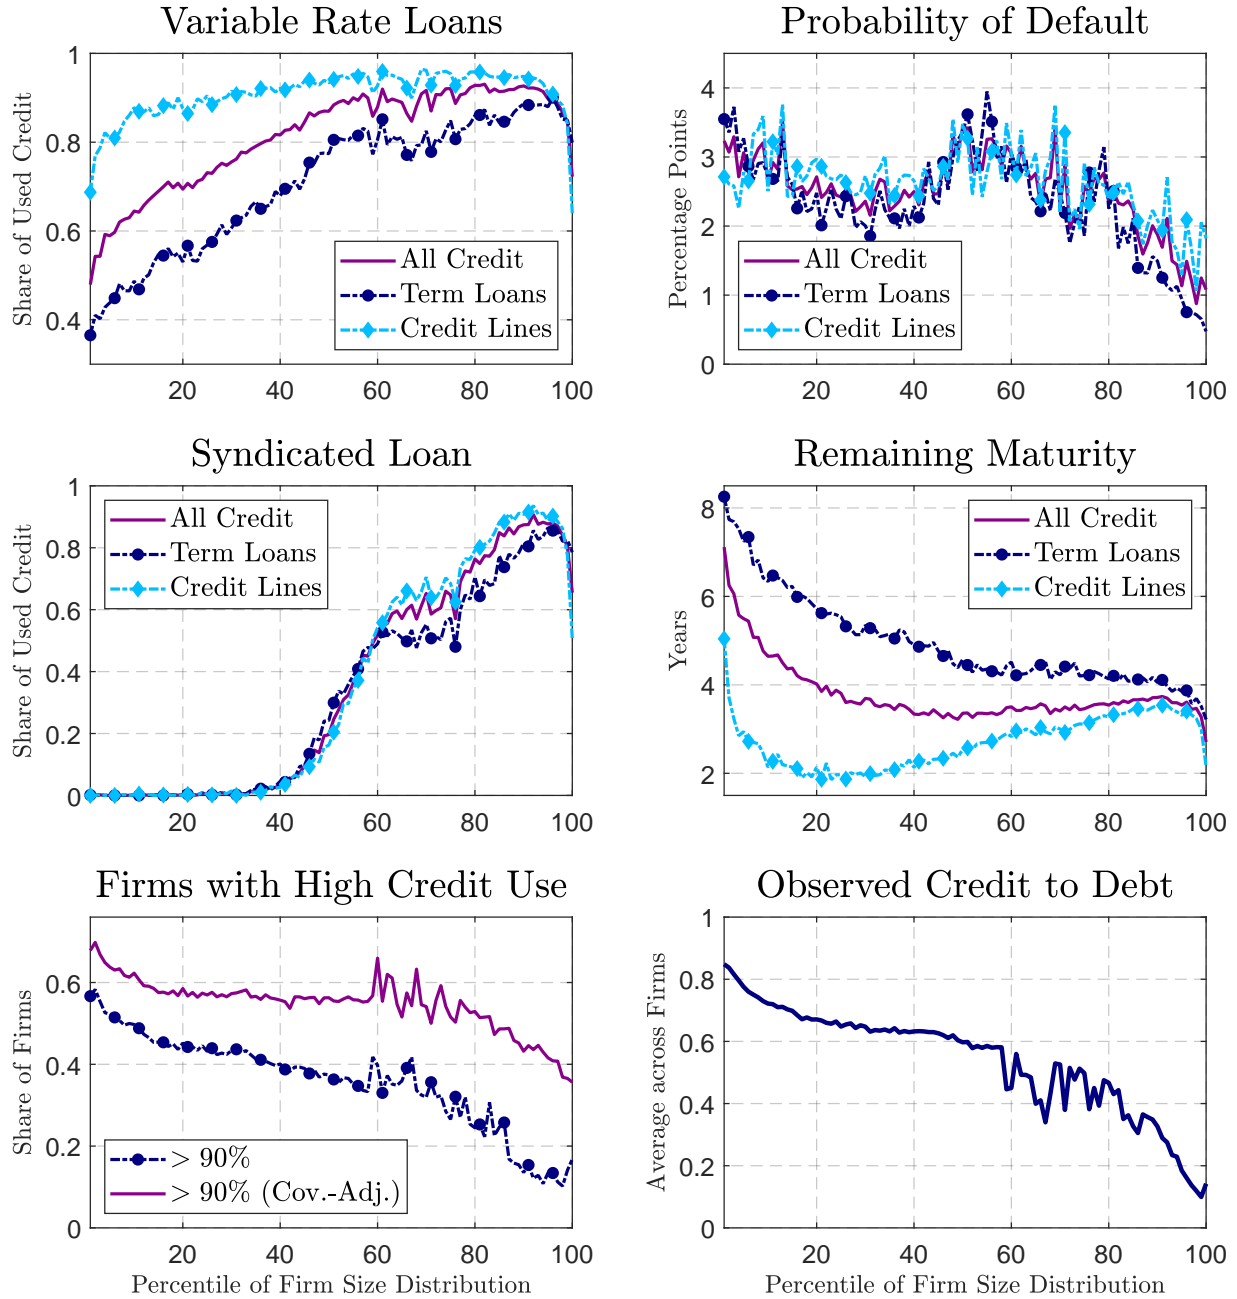 Variable Rate Loans
Share of Used Credit
1
0.8
0.6
0.4
20 40 60 80 100
All Credit
Term Loans
Credit Lines
Probability of Default
Percentage Points
4
3
2
1
0
20 40 60 80 100
All Credit
Term Loans
Credit Lines
Syndicated Loan
Share of Used Credit
1
0.8
0.6
0.4
0.2
0
20 40 60 80 100
All Credit
Term Loans
Credit Lines
Remaining Maturity
Years
8
6
4
2
20 40 60 80 100
All Credit
Term Loans
Credit Lines
Firms with High Credit Use
Share of Firms
0.6
0.4
0.2
0
20 40 60 80 100
> 90%
> 90% (Cov.-Adj.)
Percentile of Firm Size Distribution
Observed Credit to Debt
Average across Firms
1
0.8
0.6
0.4
0.2
0
20 40 60 80 100
Percentile of Firm Size Distribution